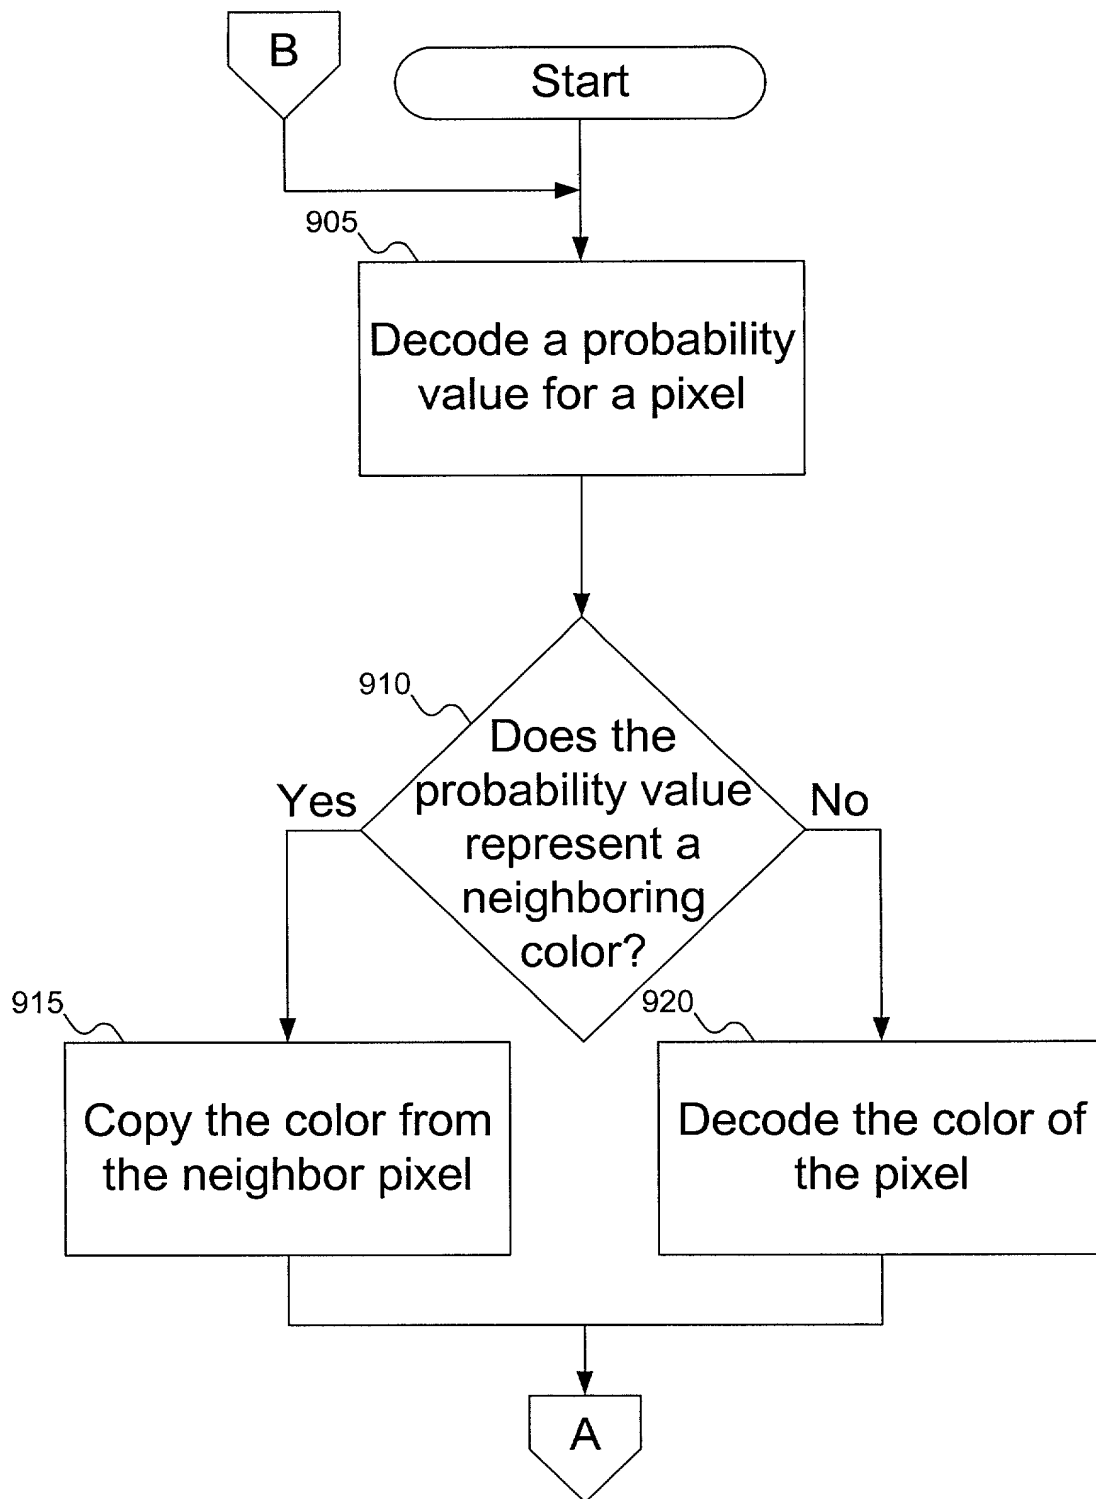 B
Start
905
Decode a probability
value for a pixel
910
Does the
probability value
represent a
neighboring
color?
Yes
No
915
Copy the color from
the neighbor pixel
920
Decode the color of
the pixel
A